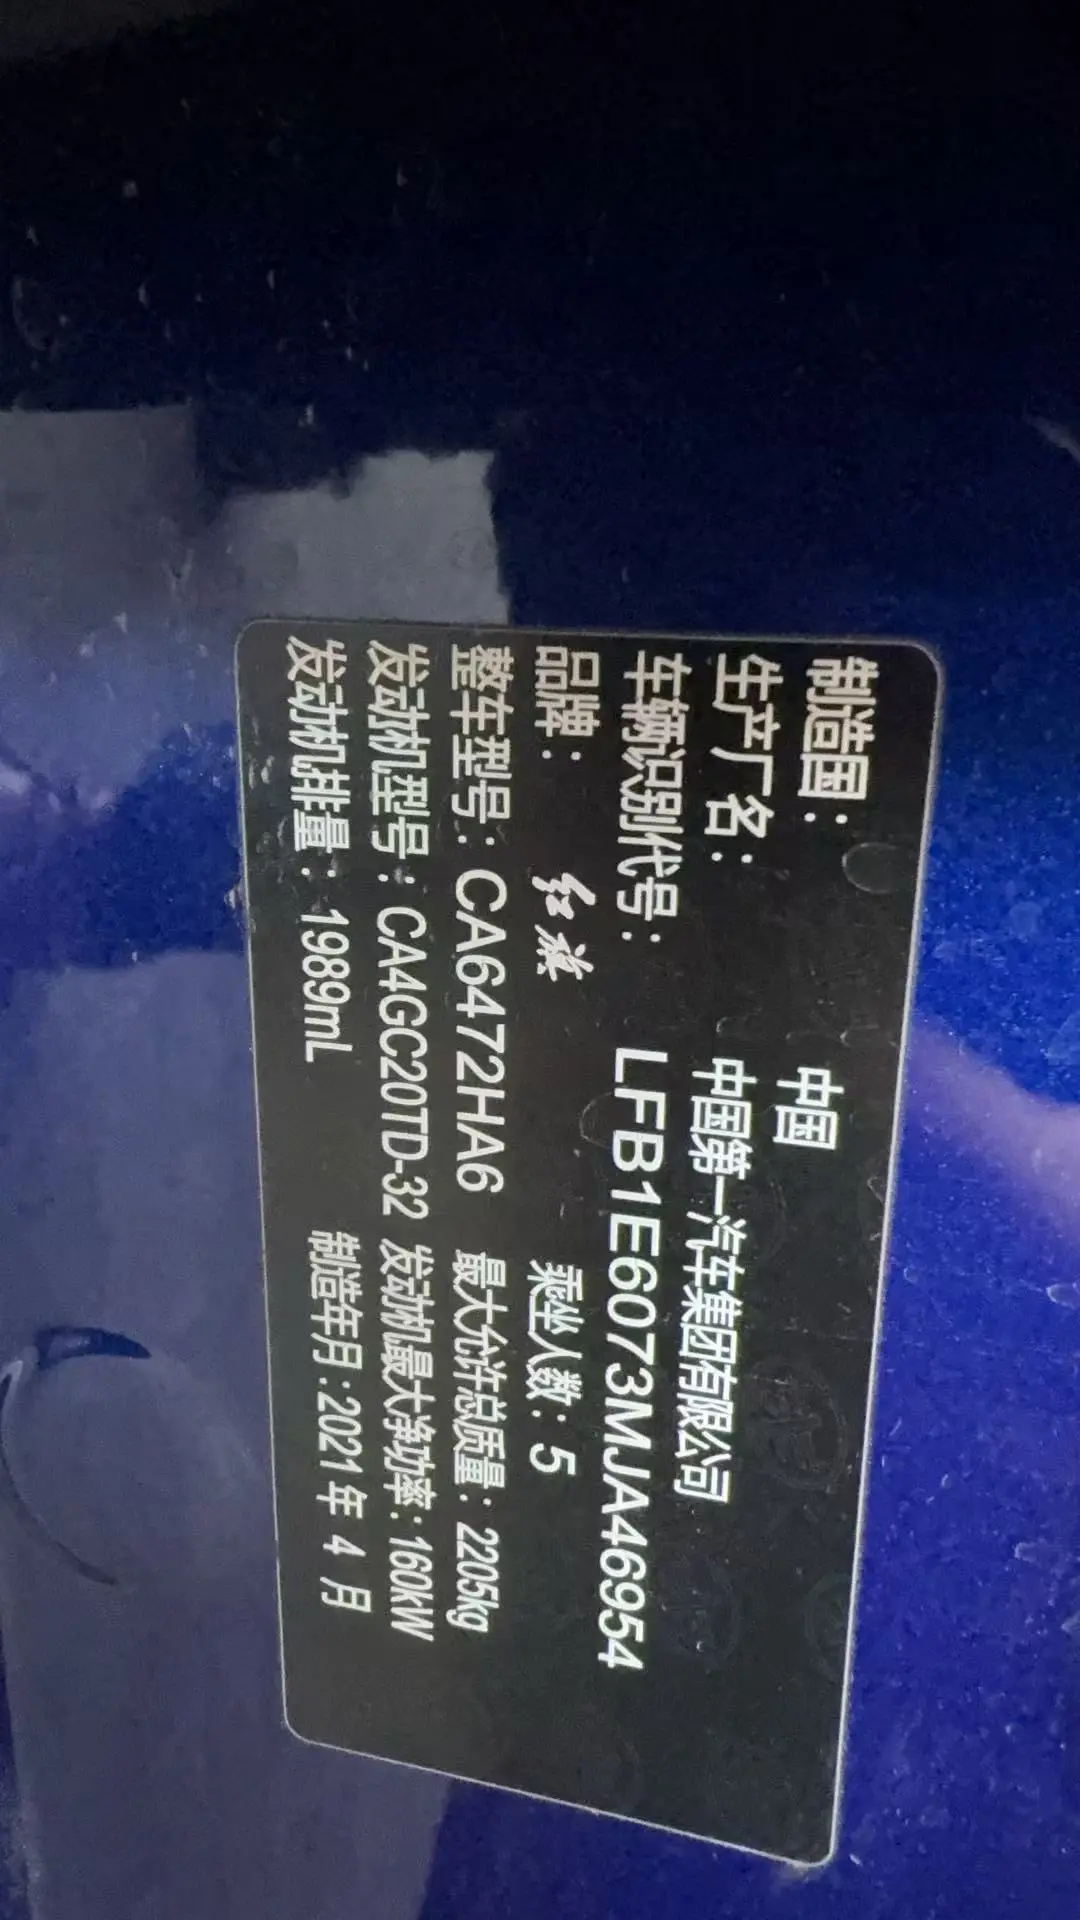 制造国： 中国
生产厂名： 中国第一汽车集团有限公司
车辆识别代号： LFB1E6073MJA46954
品牌： 红旗 乘坐人数：5
整车型号：CA6472HA6 最大允许总质量：2205kg
发动机型号：CA4GC20TD-32 发动机最大净功率：160kW
发动机排量：1989mL 制造年月：2021年 4 月